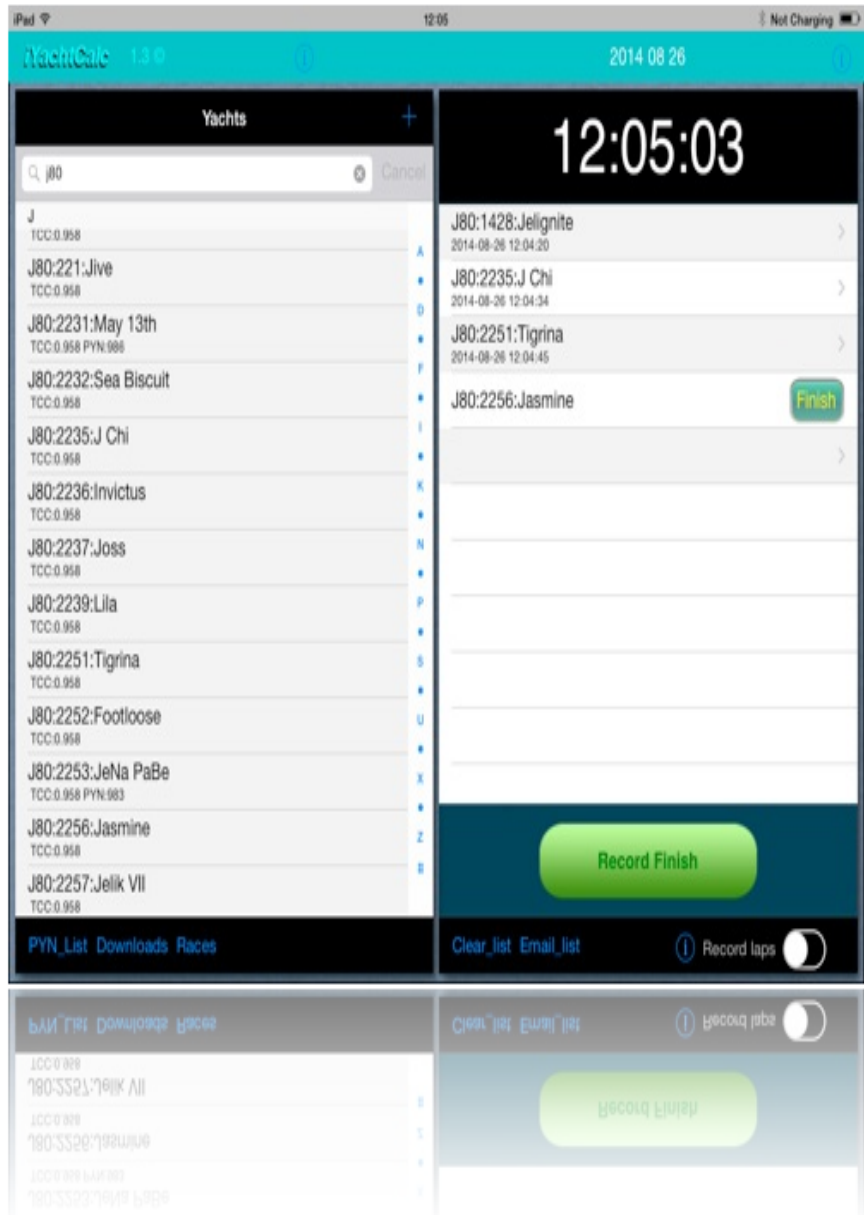 iPad 12:05 Not Charging
iYachtCalc 1.3 © 2014 08 26
Yachts +
j80 Cancel
J
TCC:0.958
J80:221:Jive
TCC:0.958
J80:2231:May 13th
TCC:0.958 PYN:986
J80:2232:Sea Biscuit
TCC:0.958
J80:2235:J Chi
TCC:0.958
J80:2236:Invictus
TCC:0.958
J80:2237:Joss
TCC:0.958
J80:2239:Lila
TCC:0.958
J80:2251:Tigrina
TCC:0.958
J80:2252:Footloose
TCC:0.958
J80:2253:JeNa PaBe
TCC:0.958 PYN:983
J80:2256:Jasmine
TCC:0.958
J80:2257:Jelik VII
TCC:0.958
A
D
F
I
K
N
P
S
U
X
Z
#
PYN_List Downloads Races
12:05:03
J80:1428:Jelignite
2014-08-26 12:04:20
J80:2235:J Chi
2014-08-26 12:04:34
J80:2251:Tigrina
2014-08-26 12:04:45
J80:2256:Jasmine Finish
Record Finish
Clear_list Email_list Record laps